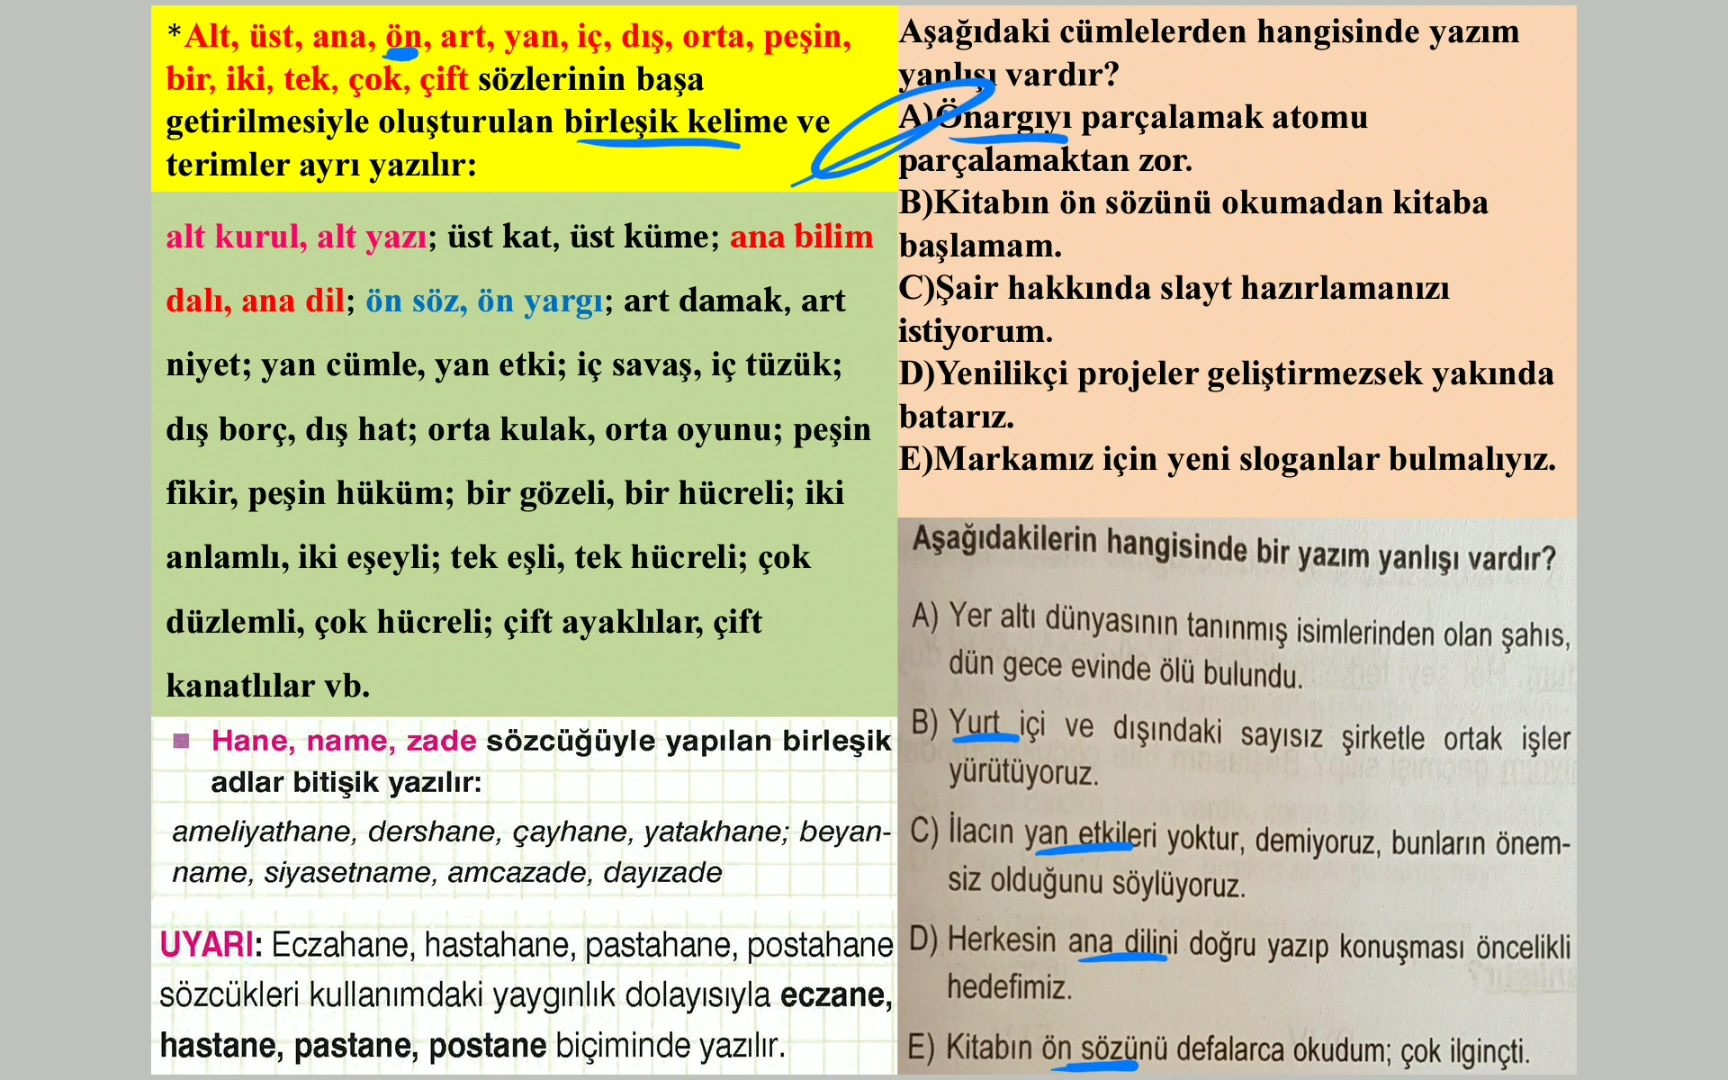 *Alt, üst, ana, ön, art, yan, iç, dış, orta, peşin,
bir, iki, tek, çok, çift sözlerinin başa
getirilmesiyle oluşturulan birleşik kelime ve
terimler ayrı yazılır:
alt kurul, alt yazı; üst kat, üst küme; ana bilim
dalı, ana dil; ön söz, ön yargı; art damak, art
niyet; yan cümle, yan etki; iç savaş, iç tüzük;
dış borç, dış hat; orta kulak, orta oyunu; peşin
fikir, peşin hüküm; bir gözeli, bir hücreli; iki
anlamlı, iki eşeyli; tek eşli, tek hücreli; çok
düzlemli, çok hücreli; çift ayaklılar, çift
kanatlılar vb.
Hane, name, zade sözcüğüyle yapılan birleşik
adlar bitişik yazılır:
ameliyathane, dershane, çayhane, yatakhane; beyan-
name, siyasetname, amcazade, dayızade
UYARI: Eczahane, hastahane, pastahane, postahane
sözcükleri kullanımdaki yaygınlık dolayısıyla eczane,
hastane, pastane, postane biçiminde yazılır.
Aşağıdaki cümlelerden hangisinde yazım
yanlışı vardır?
A)Önargıyı parçalamak atomu
parçalamaktan zor.
B)Kitabın ön sözünü okumadan kitaba
başlamam.
C)Şair hakkında slayt hazırlamanızı
istiyorum.
D)Yenilikçi projeler geliştirmezsek yakında
batarız.
E)Markamız için yeni sloganlar bulmalıyız.
Aşağıdakilerin hangisinde bir yazım yanlışı vardır?
A) Yer altı dünyasının tanınmış isimlerinden olan şahıs,
dün gece evinde ölü bulundu.
B) Yurt içi ve dışındaki sayısız şirketle ortak işler
yürütüyoruz.
C) İlacın yan etkileri yoktur, demiyoruz, bunların önem-
siz olduğunu söylüyoruz.
D) Herkesin ana dilini doğru yazıp konuşması öncelikli
hedefimiz.
E) Kitabın ön sözünü defalarca okudum; çok ilginçti.